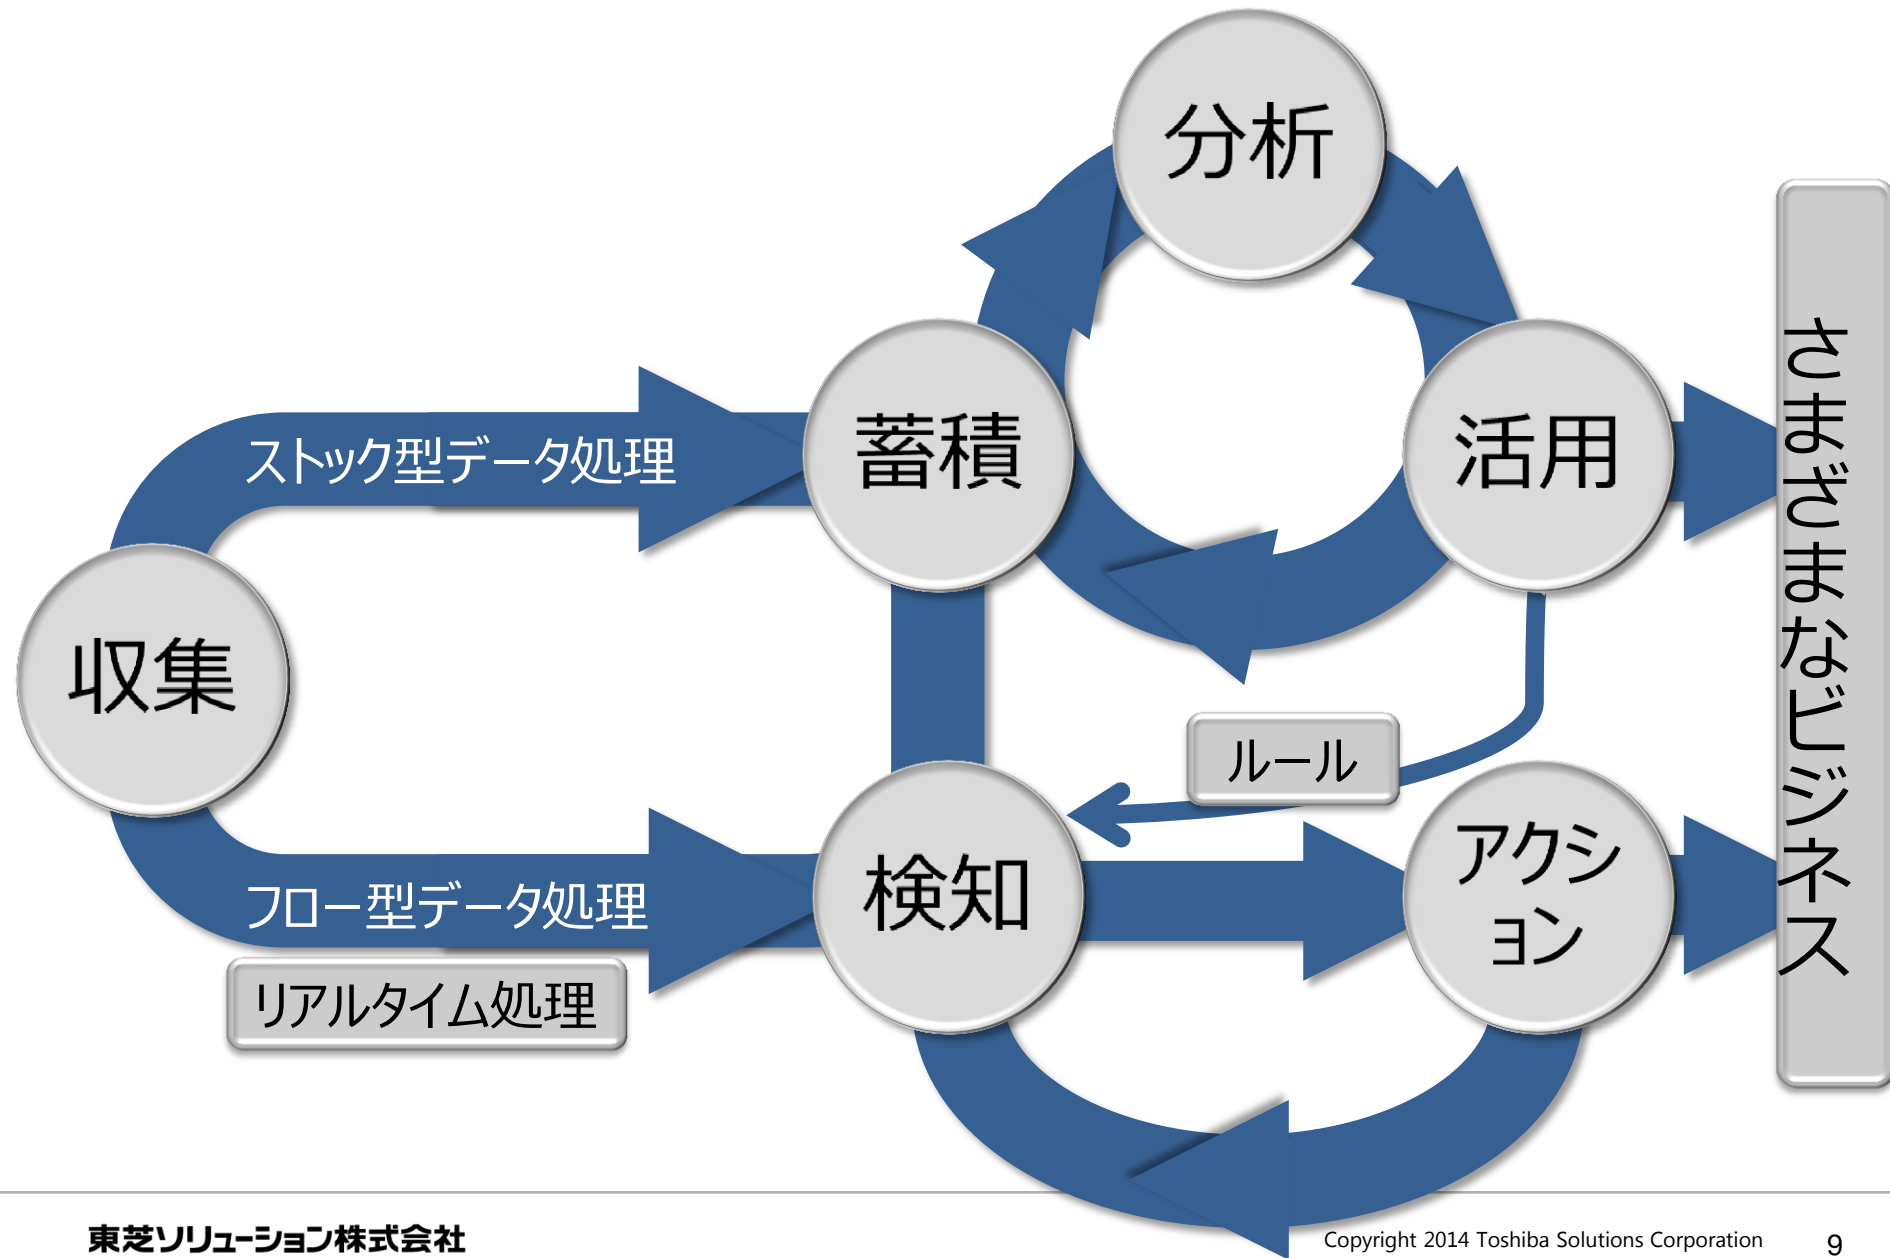 分析
ストック型データ処理
蓄積
活用
収集
ルール
フロー型データ処理
検知
アクシ
ョン
リアルタイム処理
さまざまなビジネス
東芝ソリューション株式会社
Copyright 2014 Toshiba Solutions Corporation
9